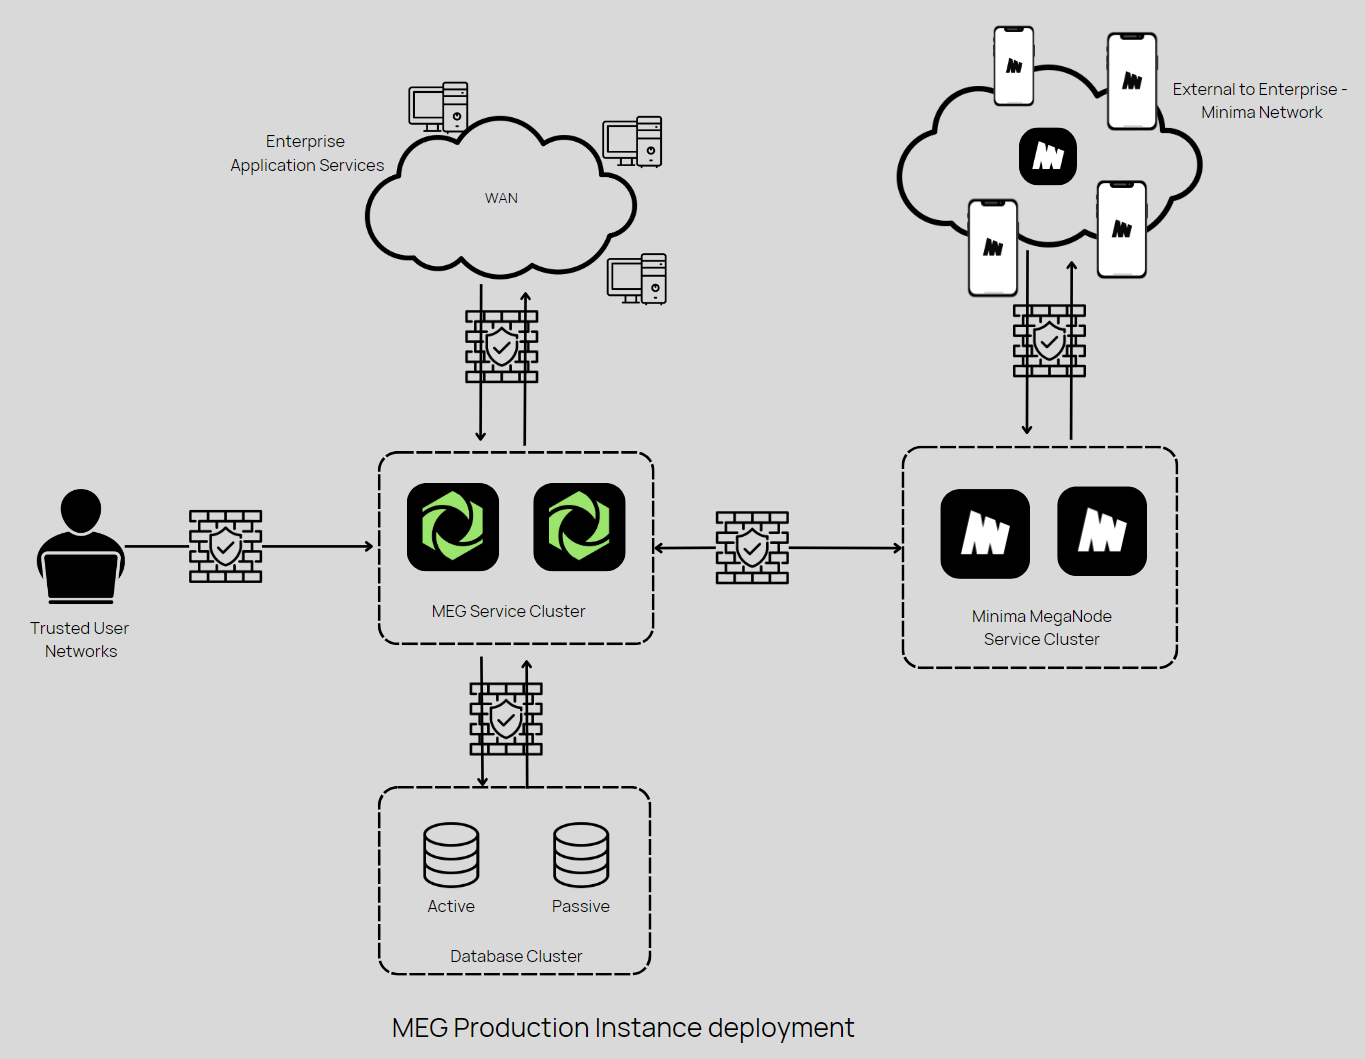 External to Enterprise -
Minima Network
Enterprise
Application Services
WAN
Trusted User
Networks
MEG Service Cluster
Minima MegaNode
Service Cluster
Active
Passive
Database Cluster
MEG Production Instance deployment